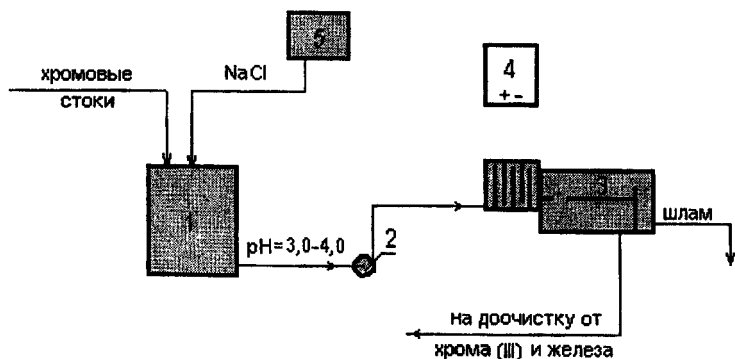 5
хромовые
стоки
NaCl
4
+ -
1
3
шлам
pH=3,0-4,0
2
на доочистку от
хрома (III) и железа